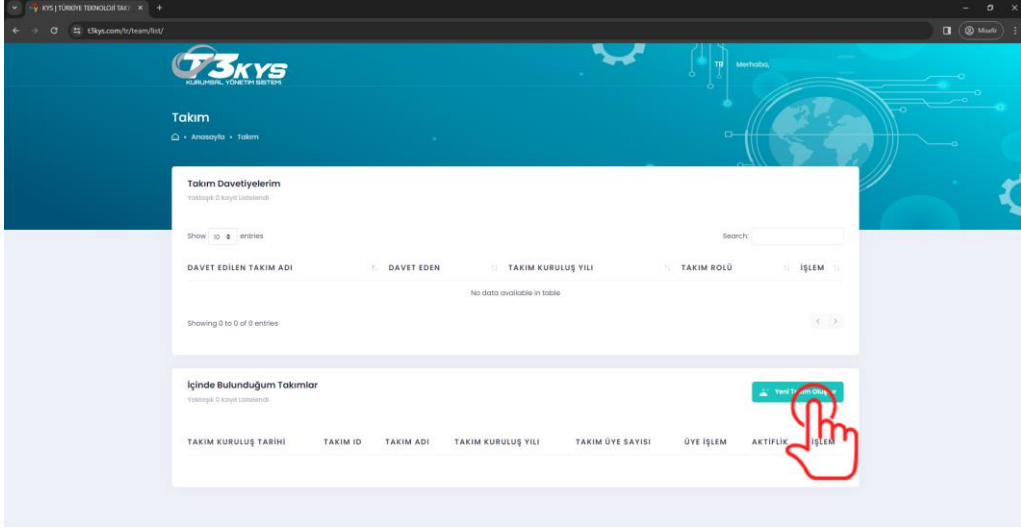 KYS | TÜRKİYE TEKNOLOJİ TAKI
t3kys.com/tr/team/list/
Misafir
T3KYS
KURUMSAL YÖNETİM SİSTEMİ
TR Merhaba,
Takım
Anasayfa • Takım
Takım Davetiyelerim
Yaklaşık 0 Kayıt Listelendi
Show 10 entries
Search:
DAVET EDİLEN TAKIM ADI DAVET EDEN TAKIM KURULUŞ YILI TAKIM ROLÜ İŞLEM
No data available in table
Showing 0 to 0 of 0 entries
İçinde Bulunduğum Takımlar
Yaklaşık 0 Kayıt Listelendi
Yeni Takım Oluştur
TAKIM KURULUŞ TARİHİ TAKIM ID TAKIM ADI TAKIM KURULUŞ YILI TAKIM ÜYE SAYISI ÜYE İŞLEM AKTİFLİK İŞLEM